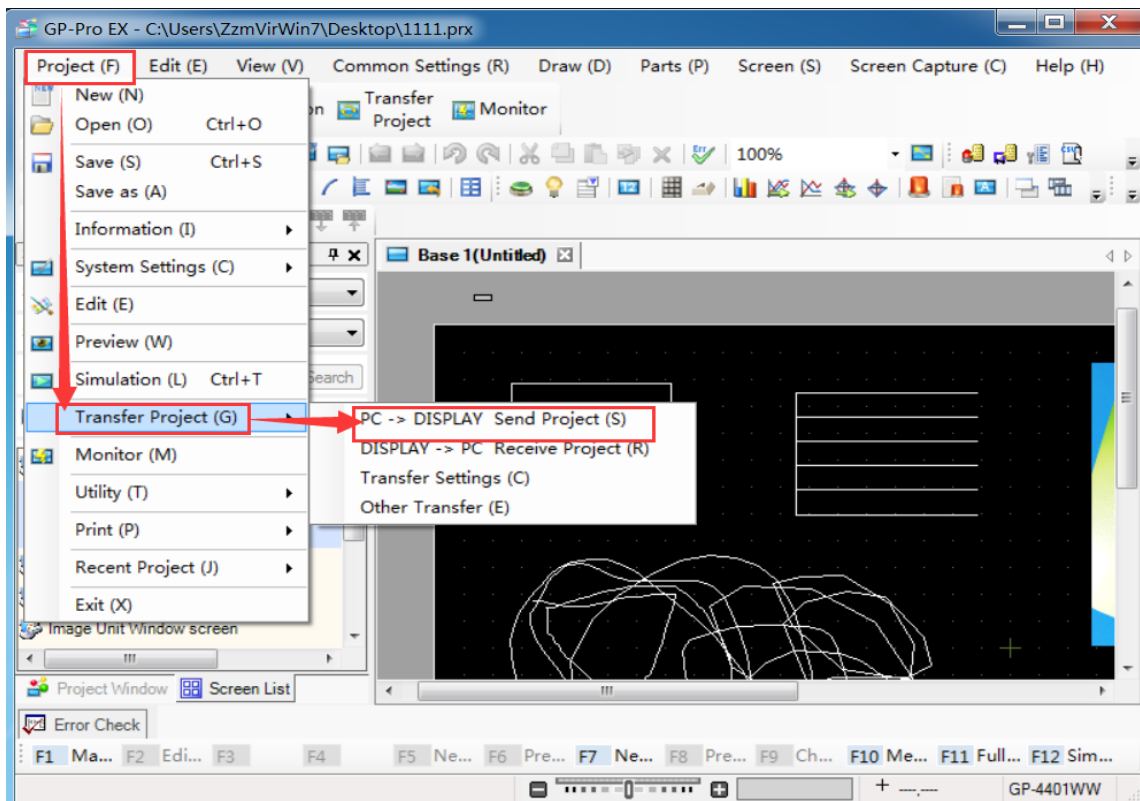 GP-Pro EX - C:\Users\ZzmVirWin7\Desktop\1111.prx
Project (F) Edit (E) View (V) Common Settings (R) Draw (D) Parts (P) Screen (S) Screen Capture (C) Help (H)
New (N)
Open (O) Ctrl+O
Save (S) Ctrl+S
Save as (A)
Information (I)
System Settings (C)
Edit (E)
Preview (W)
Simulation (L) Ctrl+T
Transfer Project (G)
Monitor (M)
Utility (T)
Print (P)
Recent Project (J)
Exit (X)
Transfer
Project
Monitor
100%
Base 1(Untitled)
Search
PC -> DISPLAY Send Project (S)
DISPLAY -> PC Receive Project (R)
Transfer Settings (C)
Other Transfer (E)
Image Unit Window screen
Project Window Screen List
Error Check
F1 Ma... F2 Edi... F3 F4 F5 Ne... F6 Pre... F7 Ne... F8 Pre... F9 Ch... F10 Me... F11 Full... F12 Sim...
GP-4401WW